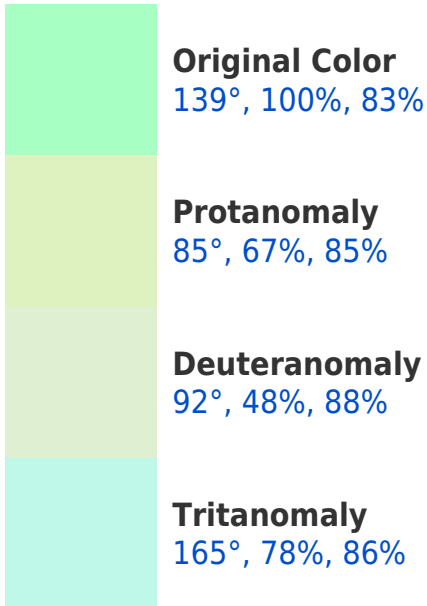 Original Color
139°, 100%, 83%
Protanomaly
85°, 67%, 85%
Deuteranomaly
92°, 48%, 88%
Tritanomaly
165°, 78%, 86%